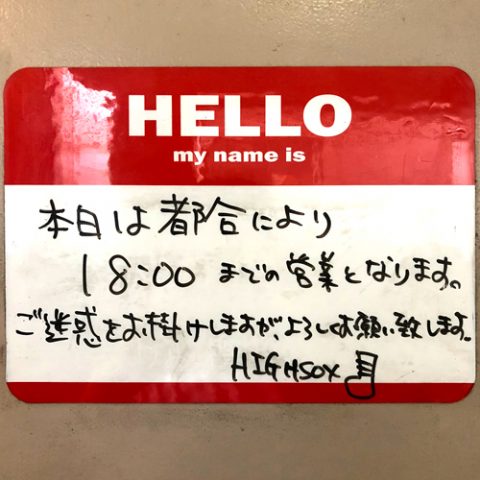 HELLO
my name is
本日は都合により
18:00 までの営業となります。
ご迷惑をお掛けしますが、よろしくお願い致します。
HIGHSOX